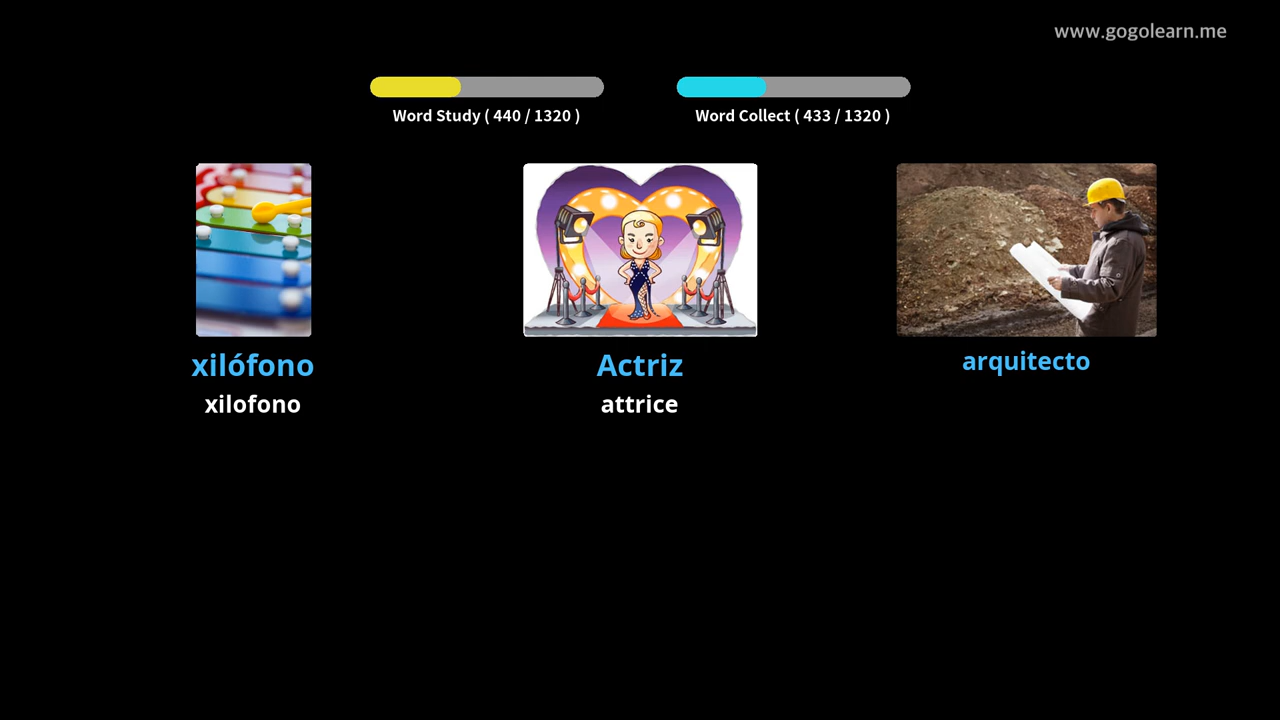 www.gogolearn.me
Word Study ( 440 / 1320 )
Word Collect ( 433 / 1320 )
xilófono
xilofono
Actriz
attrice
arquitecto